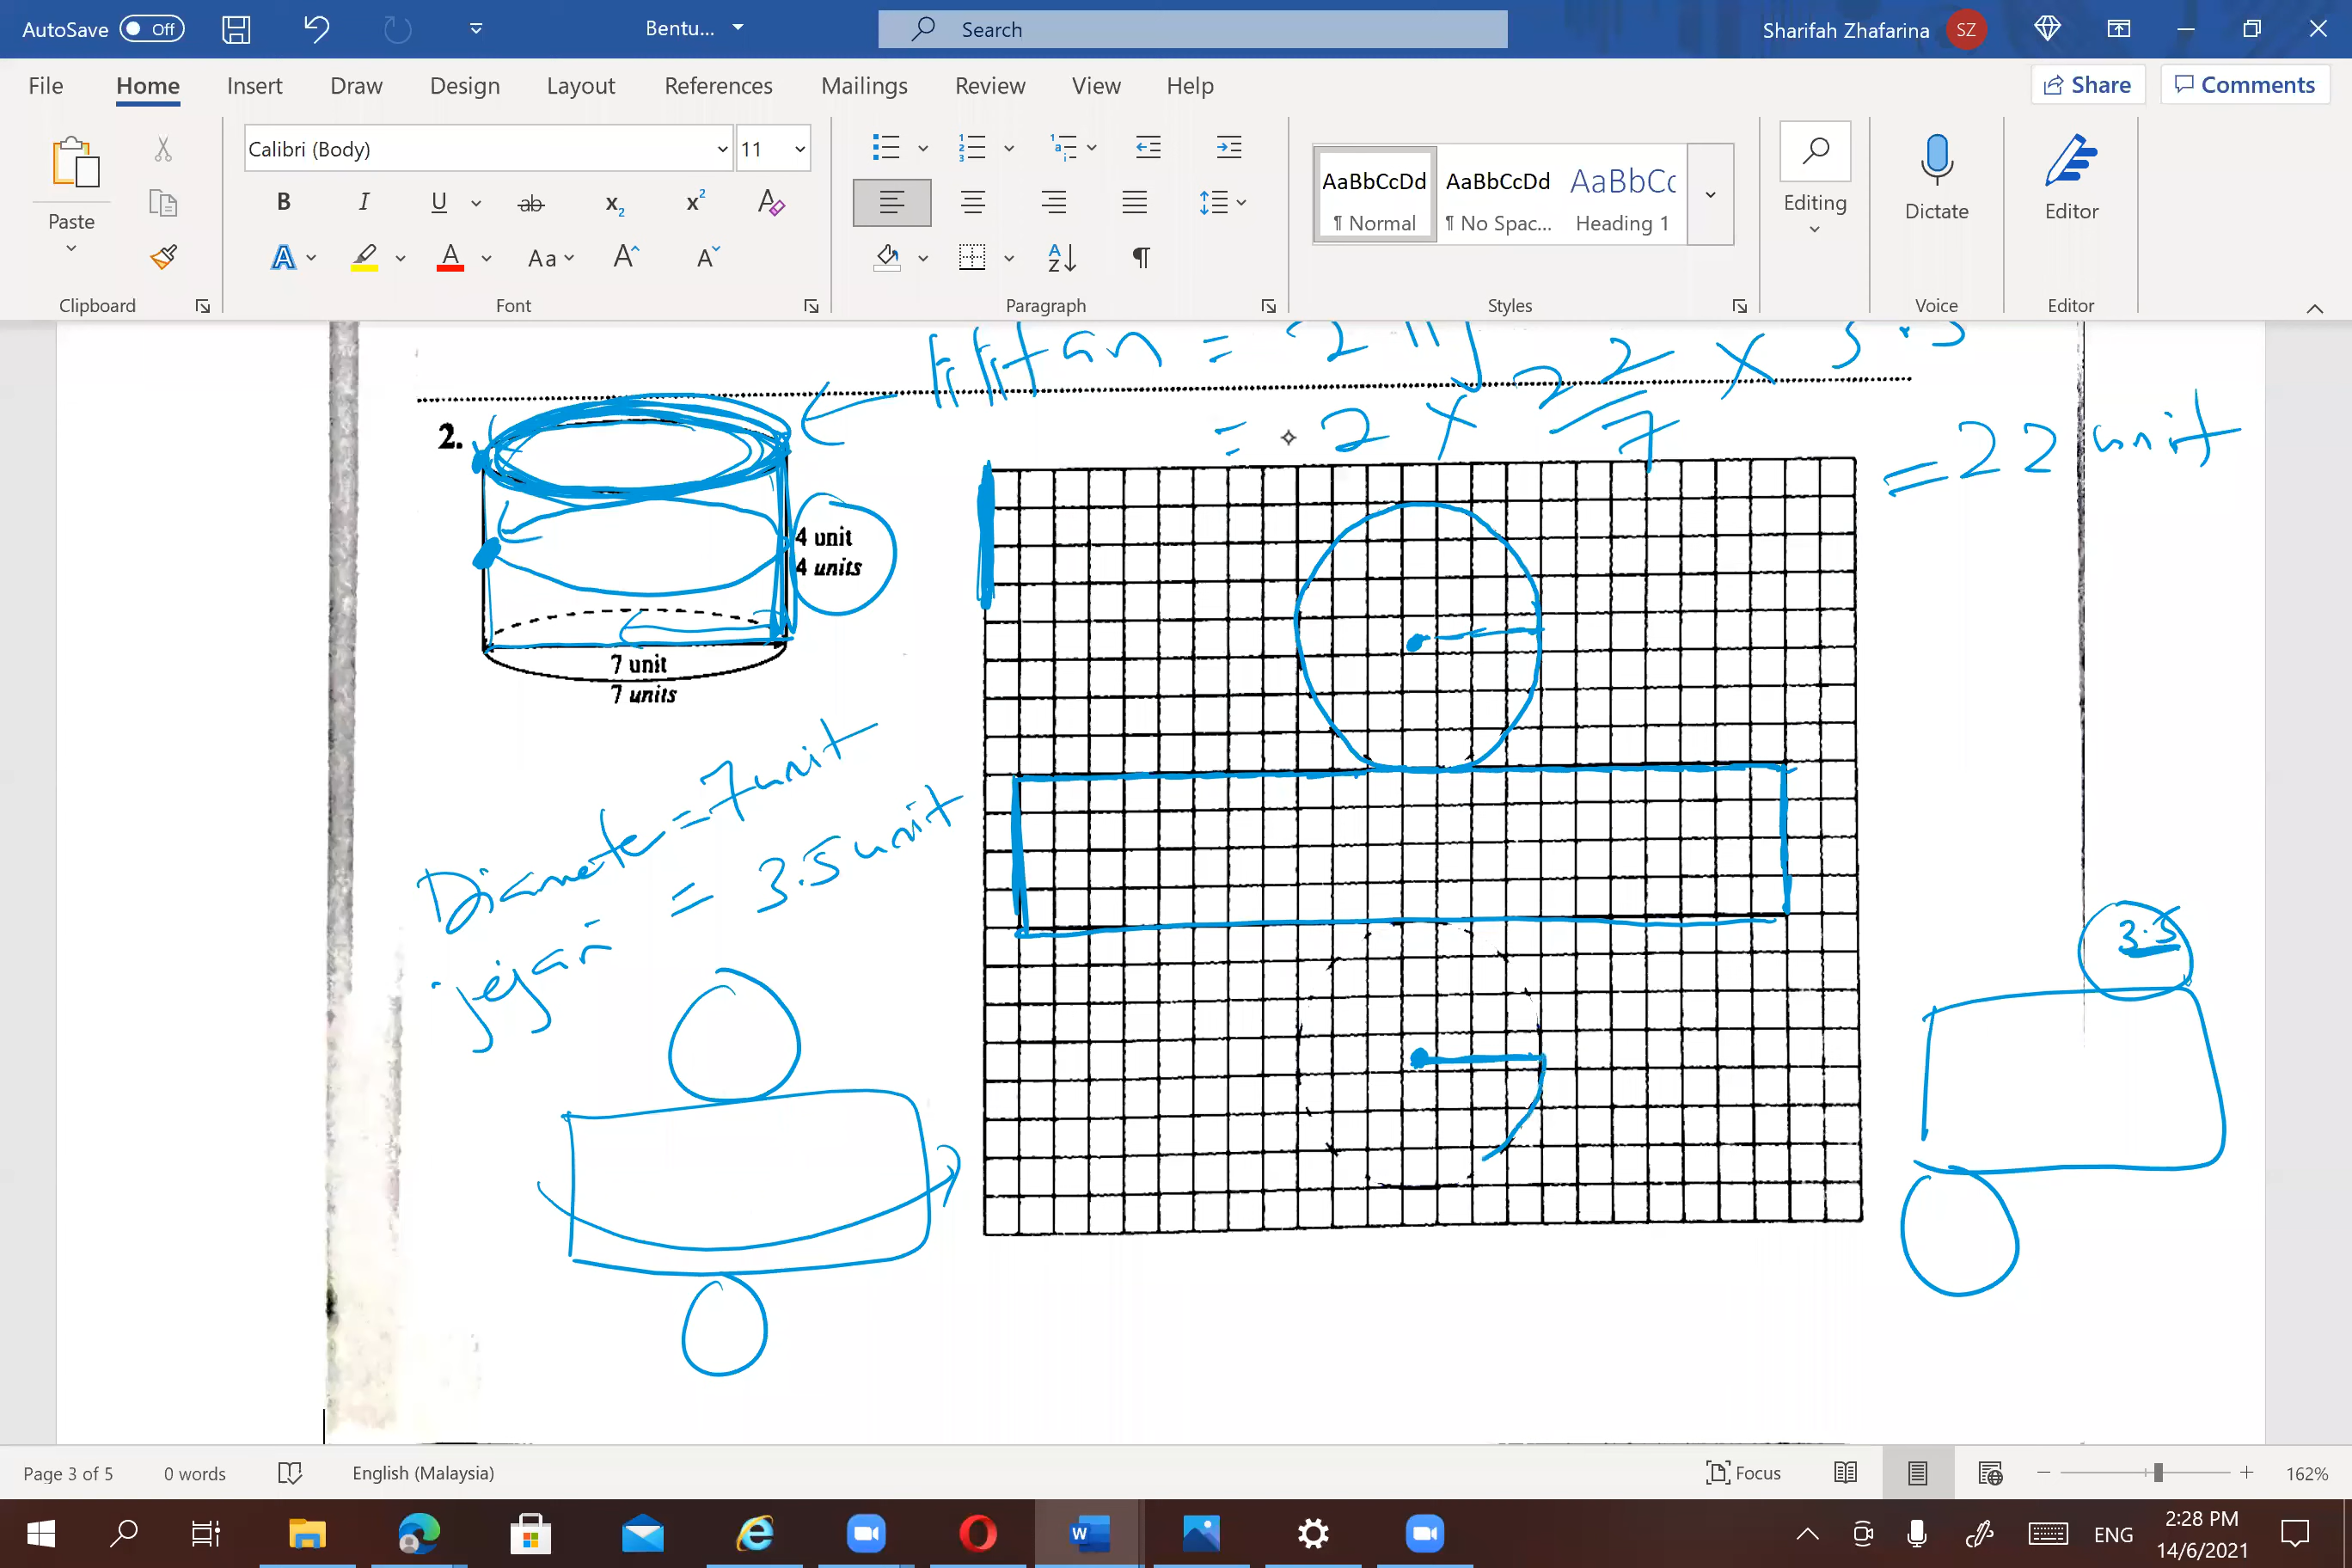 AutoSave Off Bentu... Search Sharifah Zhafarina SZ
File Home Insert Draw Design Layout References Mailings Review View Help Share Comments
Paste Calibri (Body) 11 AaBbCcDd AaBbCcDd AaBbCc Editing Dictate Editor
¶ Normal ¶ No Spac... Heading 1
Clipboard Font Paragraph Styles Voice Editor
= 2 π j
= 2 × 22/7 × 3.5
= 22 unit
2.
4 unit
4 units
7 unit
7 units
Diameter = 7 unit
jejari = 3.5 unit
3.5
Page 3 of 5 0 words English (Malaysia) Focus 162%
ENG 2:28 PM
14/6/2021